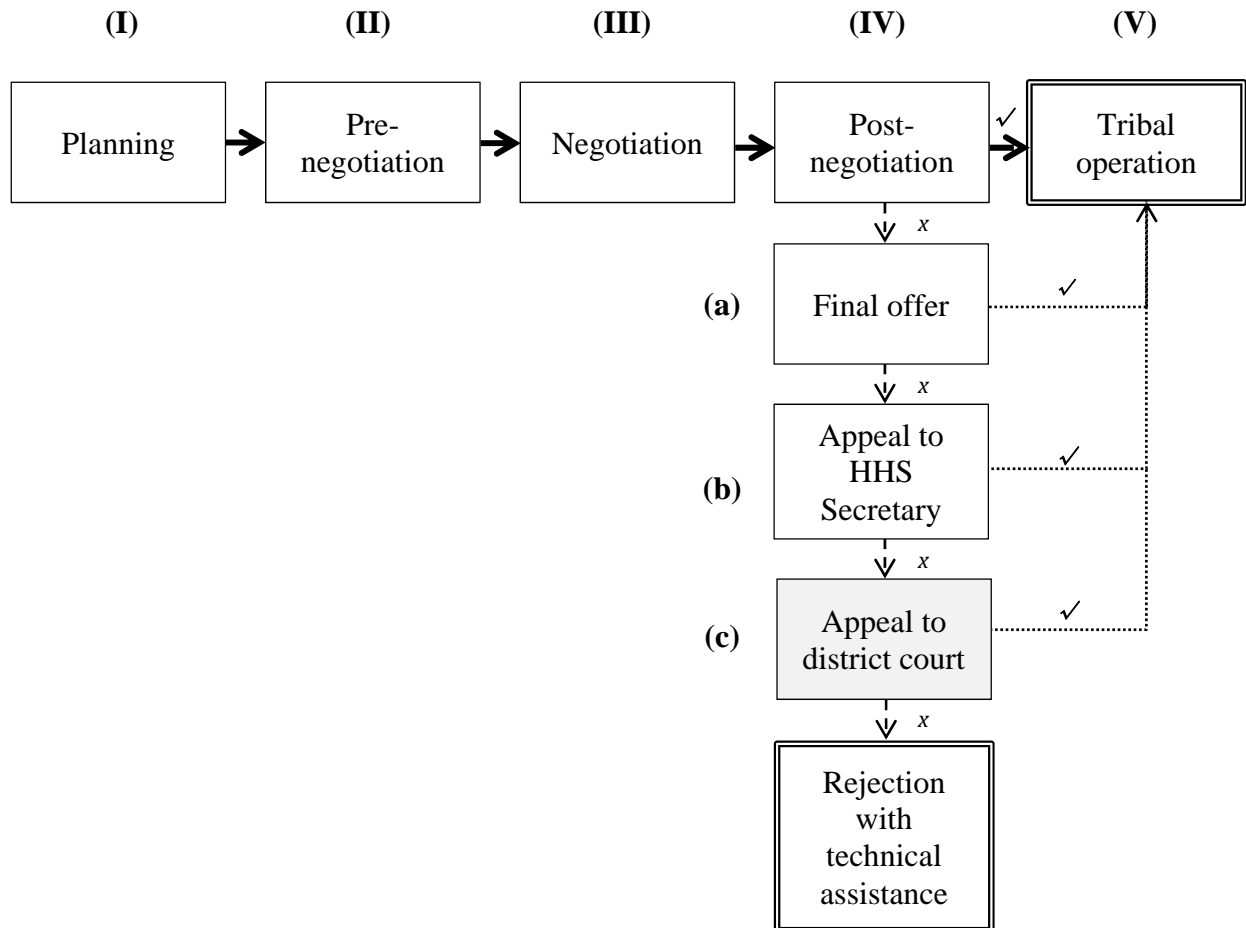 (I)
(II)
(III)
(IV)
(V)
Planning
Pre-
negotiation
Negotiation
Post-
negotiation
✓
Tribal
operation
x
(a)
Final offer
✓
x
(b)
Appeal to
HHS
Secretary
✓
x
(c)
Appeal to
district court
✓
x
Rejection
with
technical
assistance